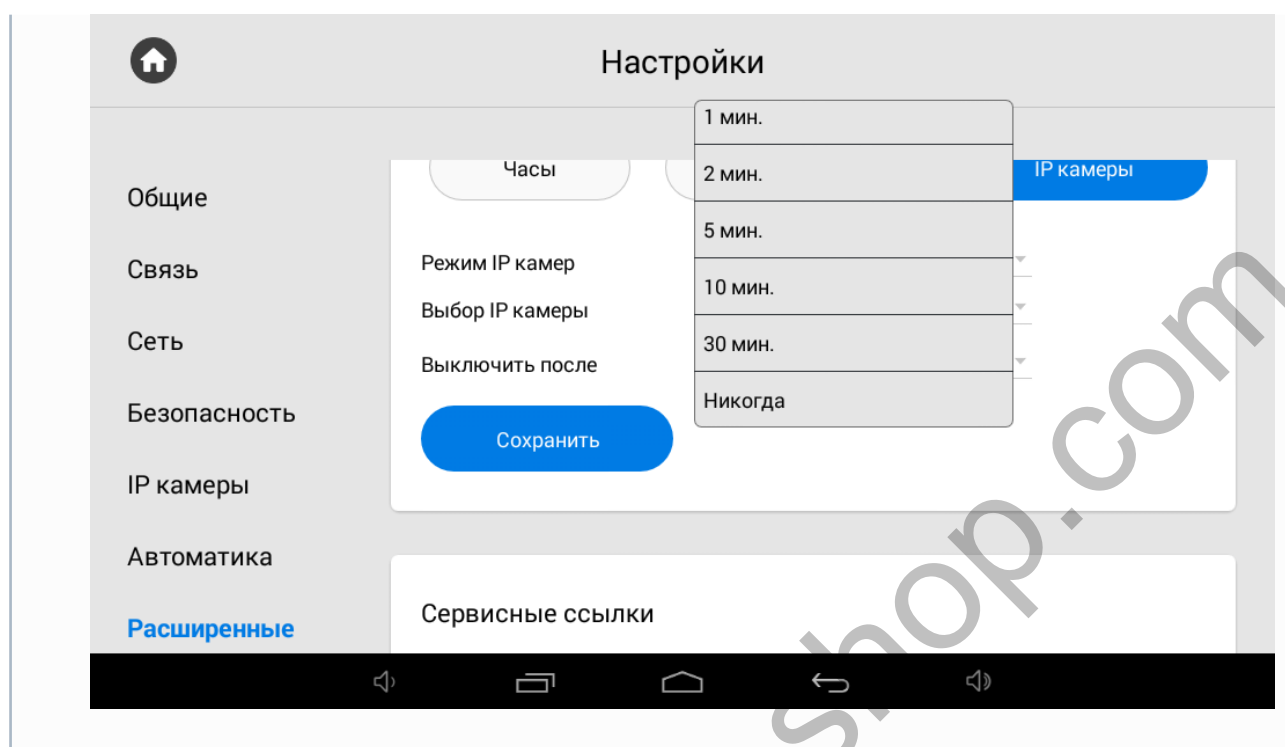 Настройки
1 мин.
Часы
2 мин.
IP камеры
Общие
5 мин.
Режим IP камер
Связь
10 мин.
Выбор IP камеры
Сеть
30 мин.
Выключить после
Никогда
Безопасность
Сохранить
IP камеры
Автоматика
Сервисные ссылки
Расширенные
shop.com